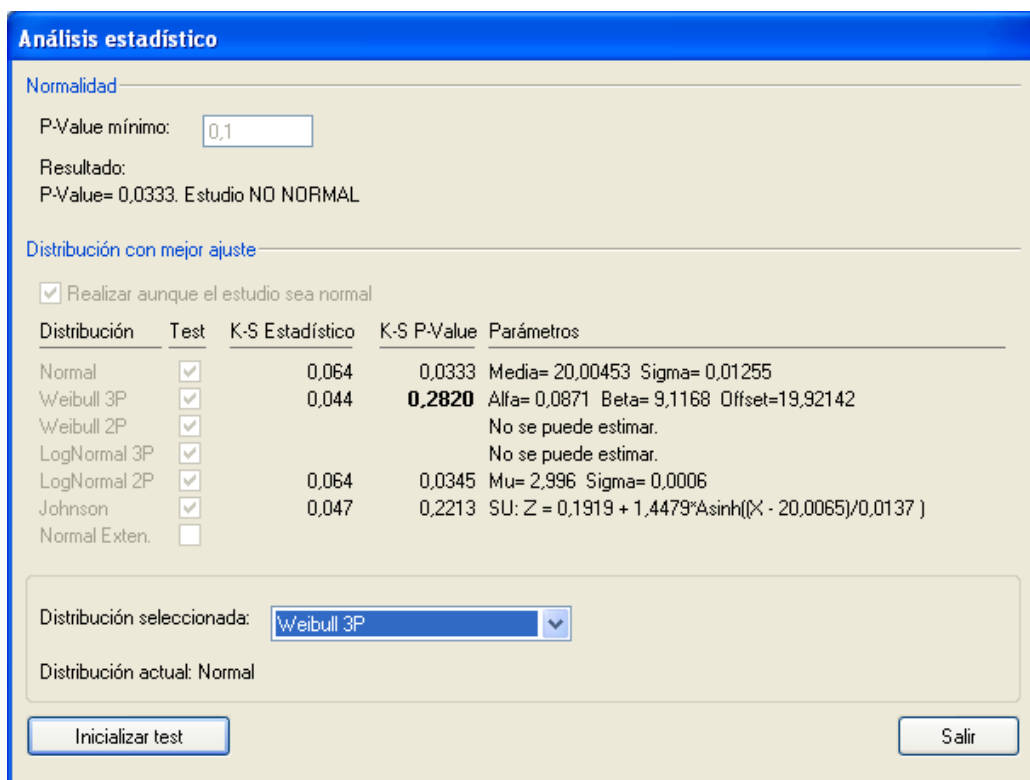 Análisis estadístico
Normalidad
P-Value mínimo: 0,1
Resultado:
P-Value= 0,0333. Estudio NO NORMAL
Distribución con mejor ajuste
Realizar aunque el estudio sea normal
Distribución Test K-S Estadístico K-S P-Value Parámetros
Normal 0,064 0,0333 Media= 20,00453 Sigma= 0,01255
Weibull 3P 0,044 0,2820 Alfa= 0,0871 Beta= 9,1168 Offset=19,92142
Weibull 2P No se puede estimar.
LogNormal 3P No se puede estimar.
LogNormal 2P 0,064 0,0345 Mu= 2,996 Sigma= 0,0006
Johnson 0,047 0,2213 SU: Z = 0,1919 + 1,4479*Asinh((X - 20,0065)/0,0137 )
Normal Exten.
Distribución seleccionada: Weibull 3P
Distribución actual: Normal
Inicializar test Salir